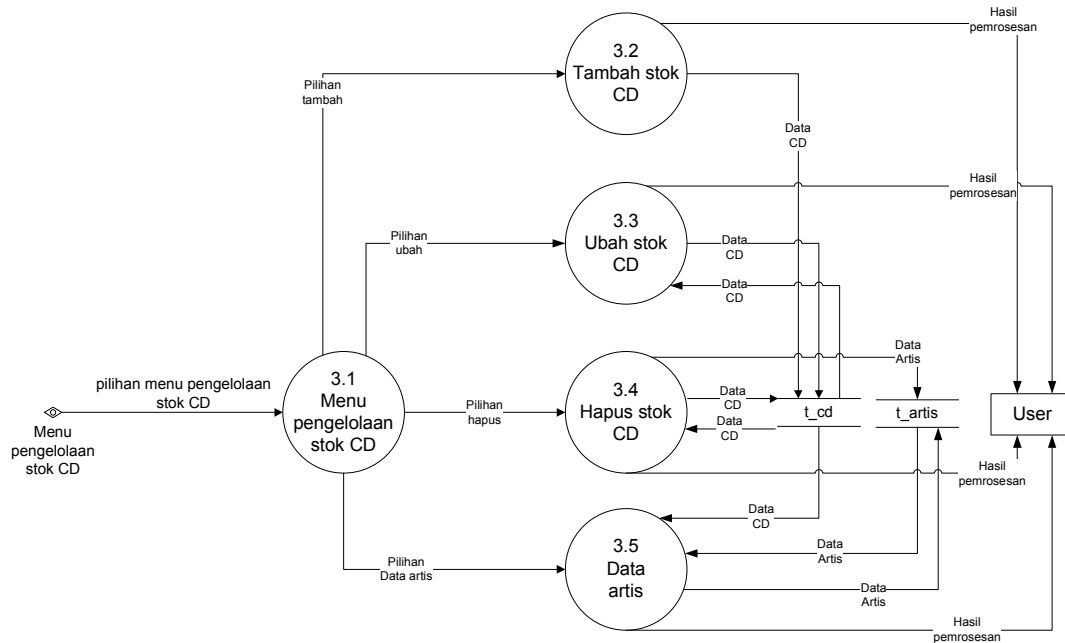 Hasil
pemrosesan
3.2
Tambah stok
CD
Pilihan
tambah
Data
CD
Hasil
pemrosesan
3.3
Ubah stok
CD
Pilihan
ubah
Data
CD
Data
CD
Data
Artis
pilihan menu pengelolaan
stok CD
3.1
Menu
pengelolaan
stok CD
Menu
pengelolaan
stok CD
Pilihan
hapus
3.4
Hapus stok
CD
Data
CD
Data
CD
t_cd
t_artis
User
Hasil
pemrosesan
Data
CD
3.5
Data
artis
Data
Artis
Pilihan
Data artis
Data
Artis
Hasil
pemrosesan